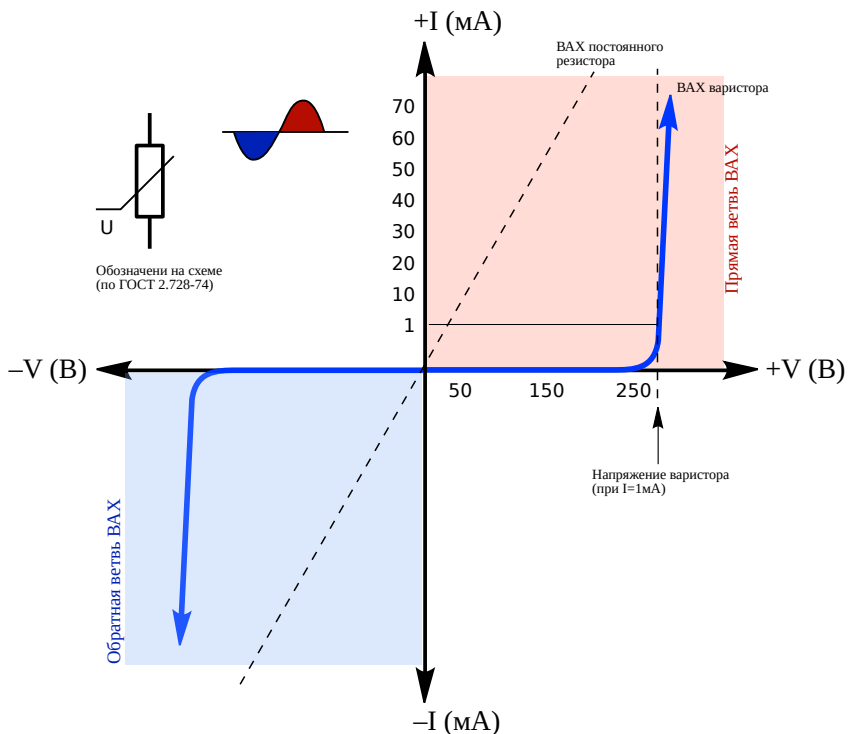 +I (мА)
ВАХ постоянного
резистора
ВАХ варистора
70
60
50
40
30
20
10
1
Прямая ветвь ВАХ
U
Обозначени на схеме
(по ГОСТ 2.728-74)
–V (В)
+V (В)
50 150 250
Напряжение варистора
(при I=1мА)
Обратная ветвь ВАХ
–I (мА)